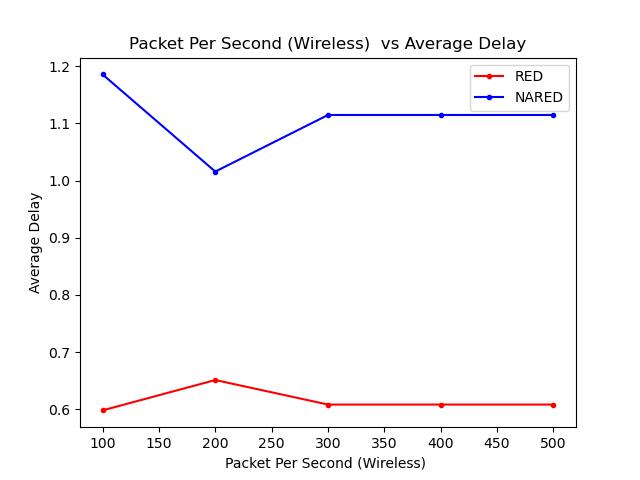 Packet Per Second (Wireless)  vs Average Delay
RED
NARED
Average Delay
1.2
1.1
1.0
0.9
0.8
0.7
0.6
100 150 200 250 300 350 400 450 500
Packet Per Second (Wireless)